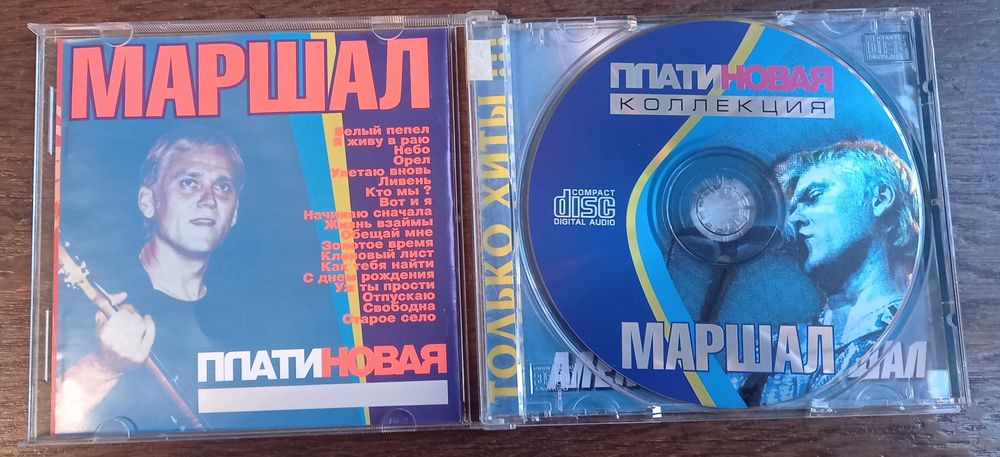 МАРШАЛ
Белый пепел
Я живу в раю
Небо
Орел
Улетаю вновь
Ливень
Кто мы ?
Вот и я
Начинаю сначала
Жизнь взаймы
Обещай мне
Золотое время
Кленовый лист
Как тебя найти
С днем рождения
Уж ты прости
Отпускаю
Свободна
Старое село
ПЛАТИНОВАЯ
ТОЛЬКО ХИТЫ !!!
ПЛАТИНОВАЯ
КОЛЛЕКЦИЯ
COMPACT
disc
DIGITAL AUDIO
МАРШАЛ